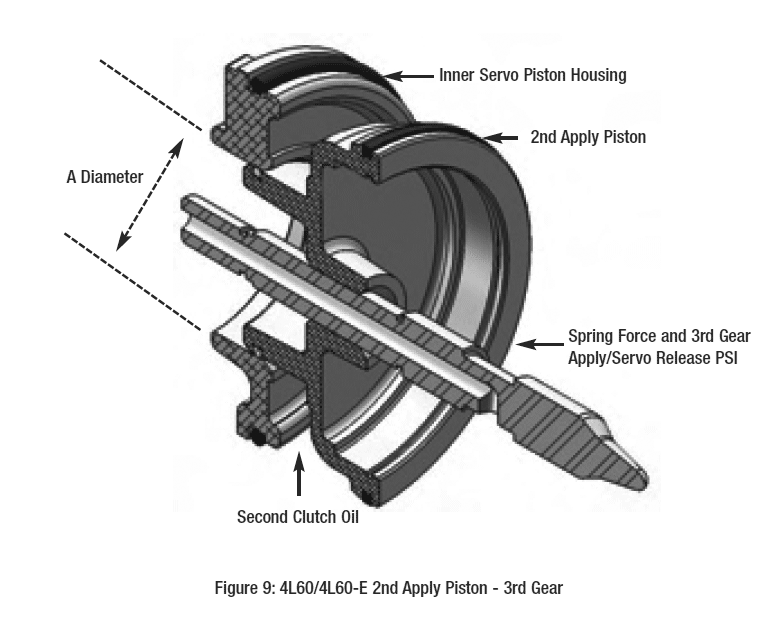 Inner Servo Piston Housing
2nd Apply Piston
A Diameter
Spring Force and 3rd Gear
Apply/Servo Release PSI
Second Clutch Oil
Figure 9: 4L60/4L60-E 2nd Apply Piston - 3rd Gear